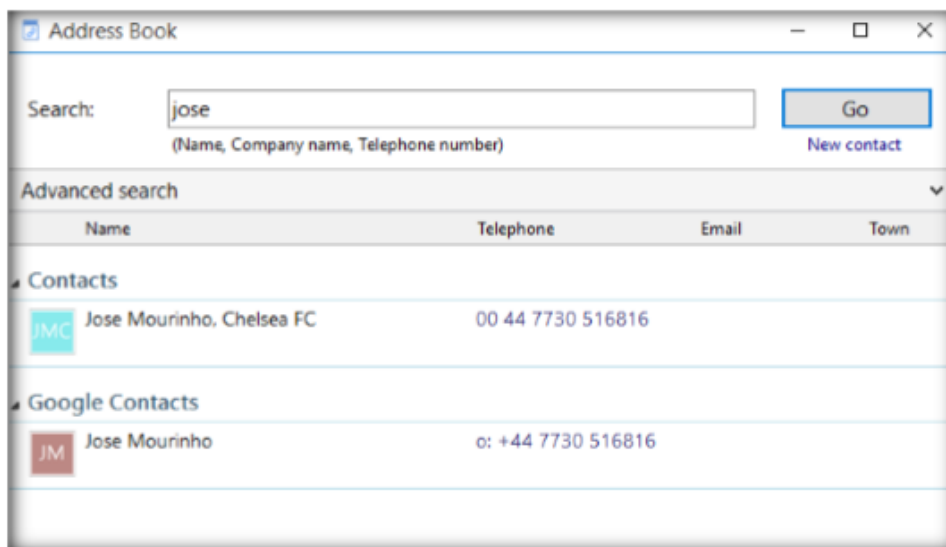 Address Book
Search: jose Go
(Name, Company name, Telephone number) New contact
Advanced search
Name Telephone Email Town
Contacts
JMC Jose Mourinho, Chelsea FC 00 44 7730 516816
Google Contacts
JM Jose Mourinho o: +44 7730 516816